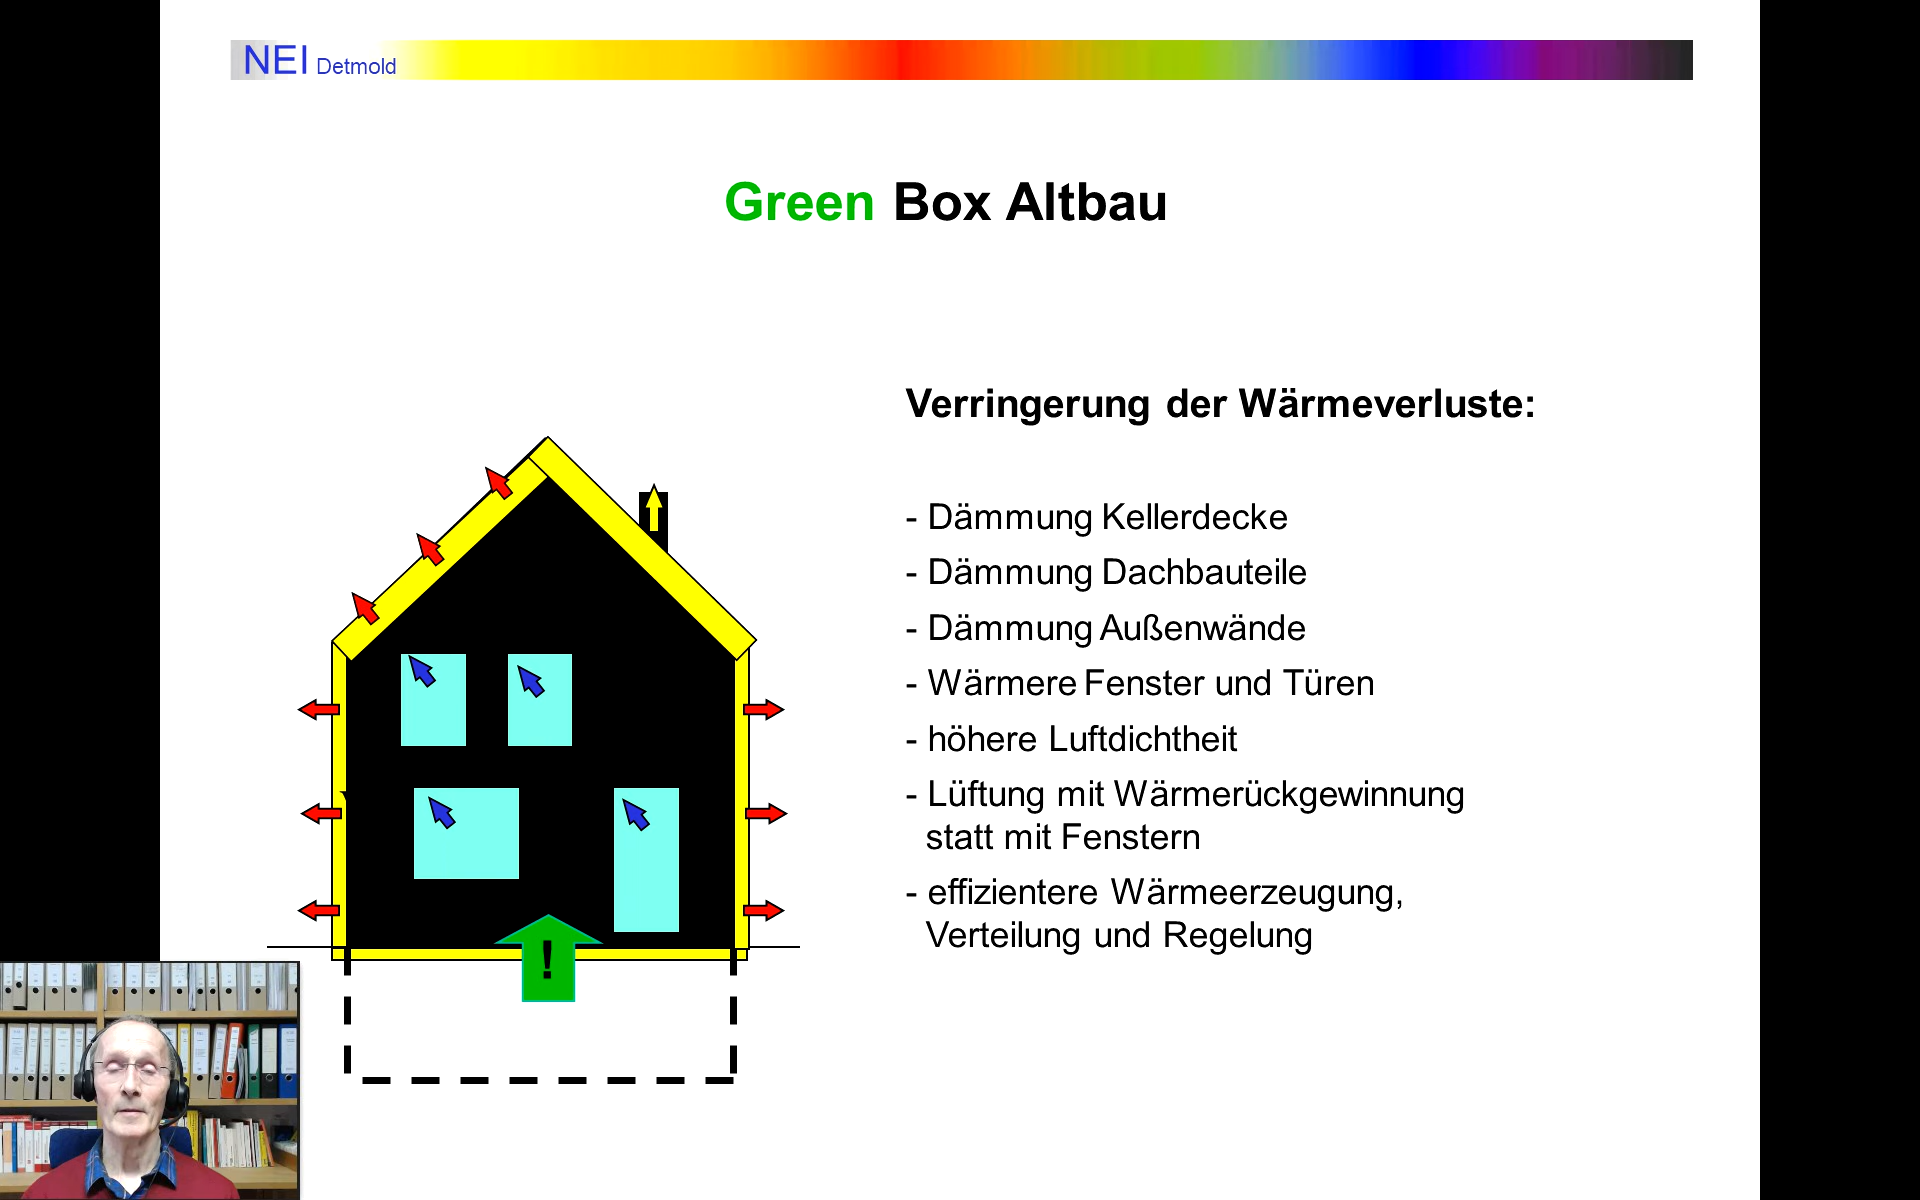 NEI Detmold
Green Box Altbau
Verringerung der Wärmeverluste:
- Dämmung Kellerdecke
- Dämmung Dachbauteile
- Dämmung Außenwände
- Wärmere Fenster und Türen
- höhere Luftdichtheit
- Lüftung mit Wärmerückgewinnung
statt mit Fenstern
- effizientere Wärmeerzeugung,
Verteilung und Regelung
!